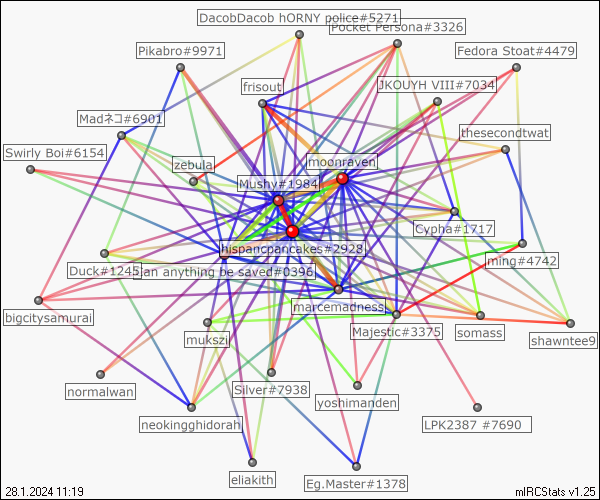 DacobDacob hORNY police#5271
Pocket Persona#3326
Pikabro#9971
Fedora Stoat#4479
frisout
JKOUYH VIII#7034
Madネコ#6901
thesecondtwat
Swirly Boi#6154
zebula
moonraven
Mushy#1984
Cypha#1717
hispancpancakes#2928
ming#4742
Duck#1245
an anything be saved#0396
marcemadness
bigcitysamurai
Majestic#3375
somass
shawntee9
mukszi
normalwan
Silver#7938
yoshimanden
neokingghidorah
LPK2387 #7690
eliakith
Eg.Master#1378
28.1.2024 11:19
mIRCStats v1.25